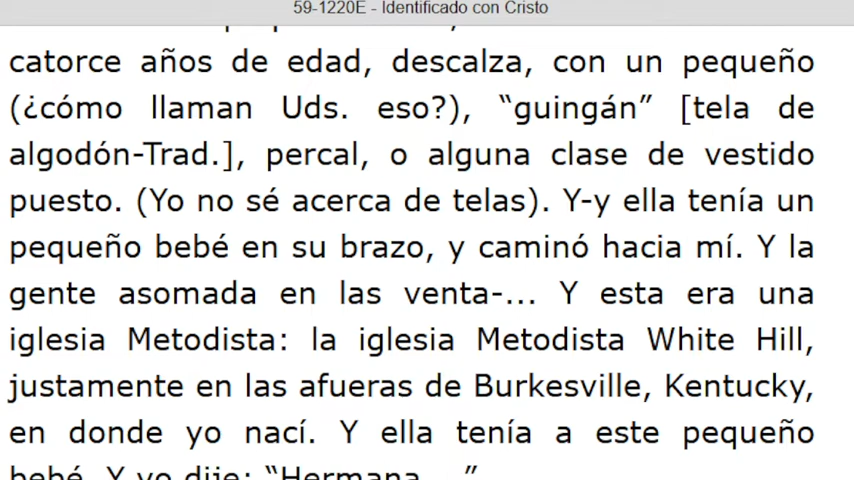 59-1220E - Identificado con Cristo
catorce años de edad, descalza, con un pequeño
(¿cómo llaman Uds. eso?), “guingán” [tela de
algodón-Trad.], percal, o alguna clase de vestido
puesto. (Yo no sé acerca de telas). Y-y ella tenía un
pequeño bebé en su brazo, y caminó hacia mí. Y la
gente asomada en las venta-... Y esta era una
iglesia Metodista: la iglesia Metodista White Hill,
justamente en las afueras de Burkesville, Kentucky,
en donde yo nací. Y ella tenía a este pequeño
bebé. Y yo dije: “Hermana...”